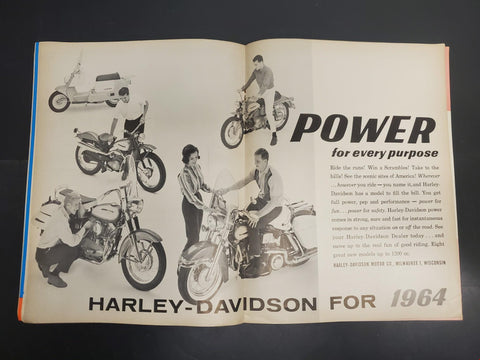 POWER
for every purpose
Ride the runs! Win a Scrambles! Take to the
hills! See the scenic sites of America! Wherever
... however you ride — you name it, and Harley-
Davidson has a model to fill the bill. You get
full power, pep and performance — power for
fun... power for safety. Harley-Davidson power
comes in strong, sure and fast for instantaneous
response to any situation on or off the road. See
your Harley-Davidson Dealer today... and
move up to the real fun of good riding. Eight
great new models up to 1200 cc.
HARLEY-DAVIDSON MOTOR CO., MILWAUKEE 1, WISCONSIN
HARLEY-DAVIDSON FOR 1964